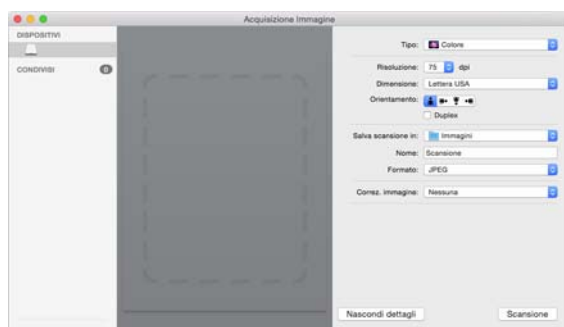 Acquisizione Immagine
DISPOSITIVI
CONDIVISI 0
Tipo: Colore
Risoluzione: 75 dpi
Dimensione: Lettera USA
Orientamento:
Duplex
Salva scansione in: Immagini
Nome: Scansione
Formato: JPEG
Correz. immagine: Nessuna
Nascondi dettagli Scansione